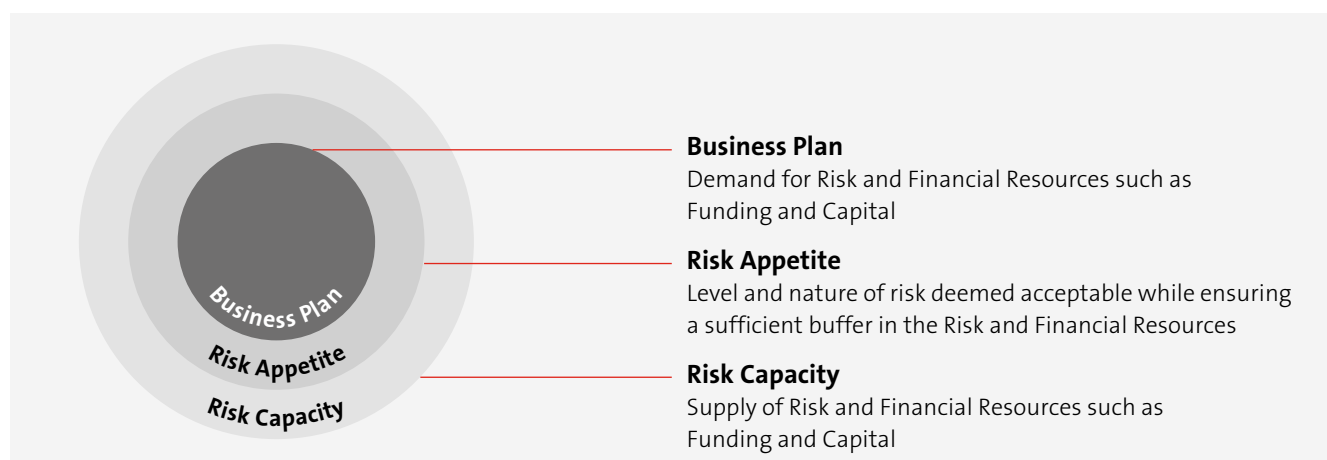 Business Plan
Risk Appetite
Risk Capacity
Business Plan
Demand for Risk and Financial Resources such as
Funding and Capital
Risk Appetite
Level and nature of risk deemed acceptable while ensuring
a sufficient buffer in the Risk and Financial Resources
Risk Capacity
Supply of Risk and Financial Resources such as
Funding and Capital